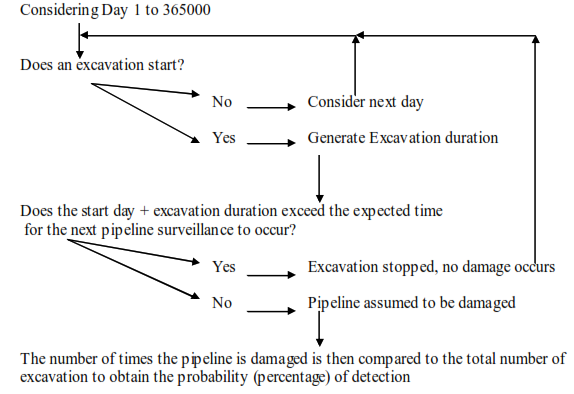 Considering Day 1 to 365000
Does an excavation start?
No
Consider next day
Yes
Generate Excavation duration
Does the start day + excavation duration exceed the expected time
for the next pipeline surveillance to occur?
Yes
Excavation stopped, no damage occurs
No
Pipeline assumed to be damaged
The number of times the pipeline is damaged is then compared to the total number of
excavation to obtain the probability (percentage) of detection